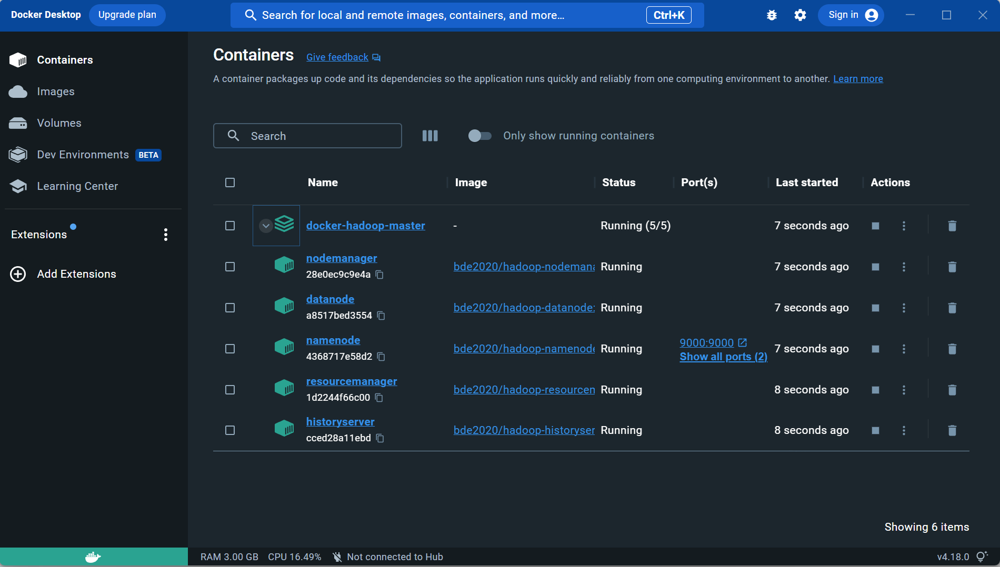 Docker Desktop
Upgrade plan
Search for local and remote images, containers, and more...
Ctrl+K
Sign in
Containers
Images
Volumes
Dev Environments BETA
Learning Center
Extensions
Add Extensions
Containers
Give feedback
A container packages up code and its dependencies so the application runs quickly and reliably from one computing environment to another. Learn more
Search
Only show running containers
Name Image Status Port(s) Last started Actions
docker-hadoop-master - Running (5/5) 7 seconds ago
nodemanager
28e0ec9c9e4a
bde2020/hadoop-nodemana Running 7 seconds ago
datanode
a8517bed3554
bde2020/hadoop-datanode: Running 7 seconds ago
namenode
4368717e58d2
bde2020/hadoop-namenode Running
9000:9000
Show all ports (2)
7 seconds ago
resourcemanager
1d2244f66c00
bde2020/hadoop-resourcem Running 8 seconds ago
historyserver
cced28a11ebd
bde2020/hadoop-historyser Running 8 seconds ago
Showing 6 items
RAM 3.00 GB CPU 16.49% Not connected to Hub
v4.18.0